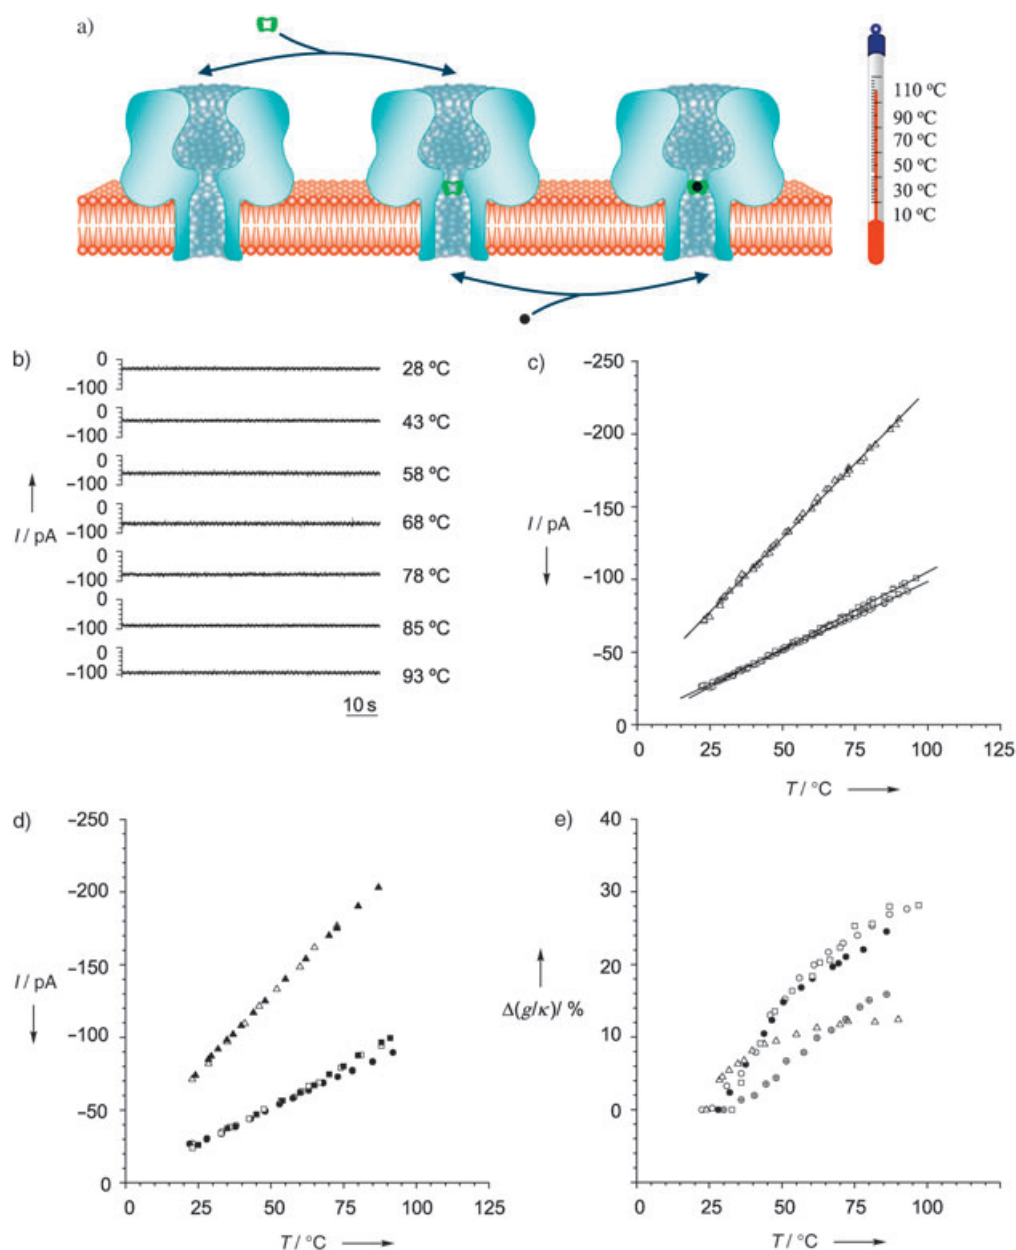 a)
110 ºC
90 ºC
70 ºC
50 ºC
30 ºC
10 ºC
b)
I / pA
0
−100
28 ºC
0
−100
43 ºC
0
−100
58 ºC
0
−100
68 ºC
0
−100
78 ºC
0
−100
85 ºC
0
−100
93 ºC
10 s
c)
−250
−200
−150
I / pA
−100
−50
0
0 25 50 75 100 125
T / °C
d)
−250
−200
−150
I / pA
−100
−50
0
0 25 50 75 100 125
T / °C
e)
40
30
20
Δ(g/κ)/ %
10
0
0 25 50 75 100 125
T / °C